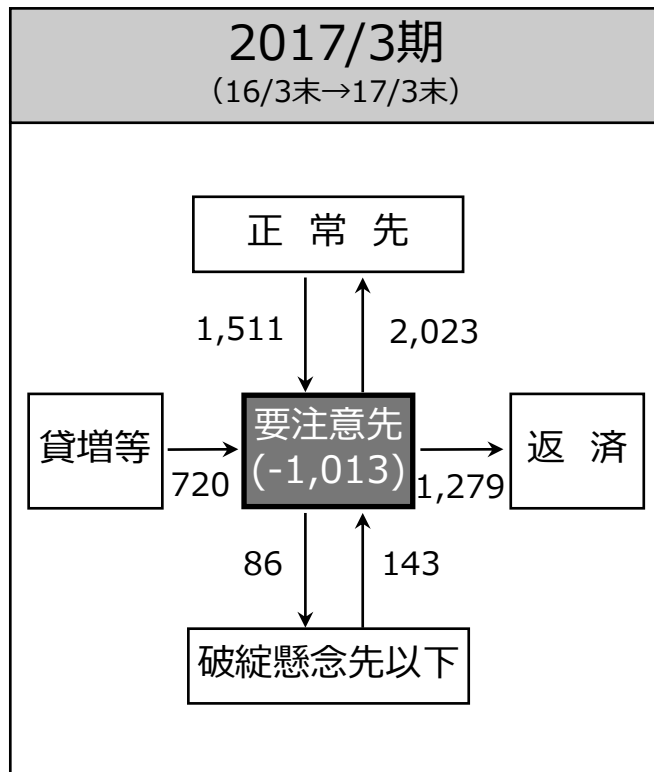 2017/3期
（16/3末→17/3末）
正 常 先
1,511
2,023
貸増等
720
要注意先
(-1,013)
1,279
返 済
86
143
破綻懸念先以下